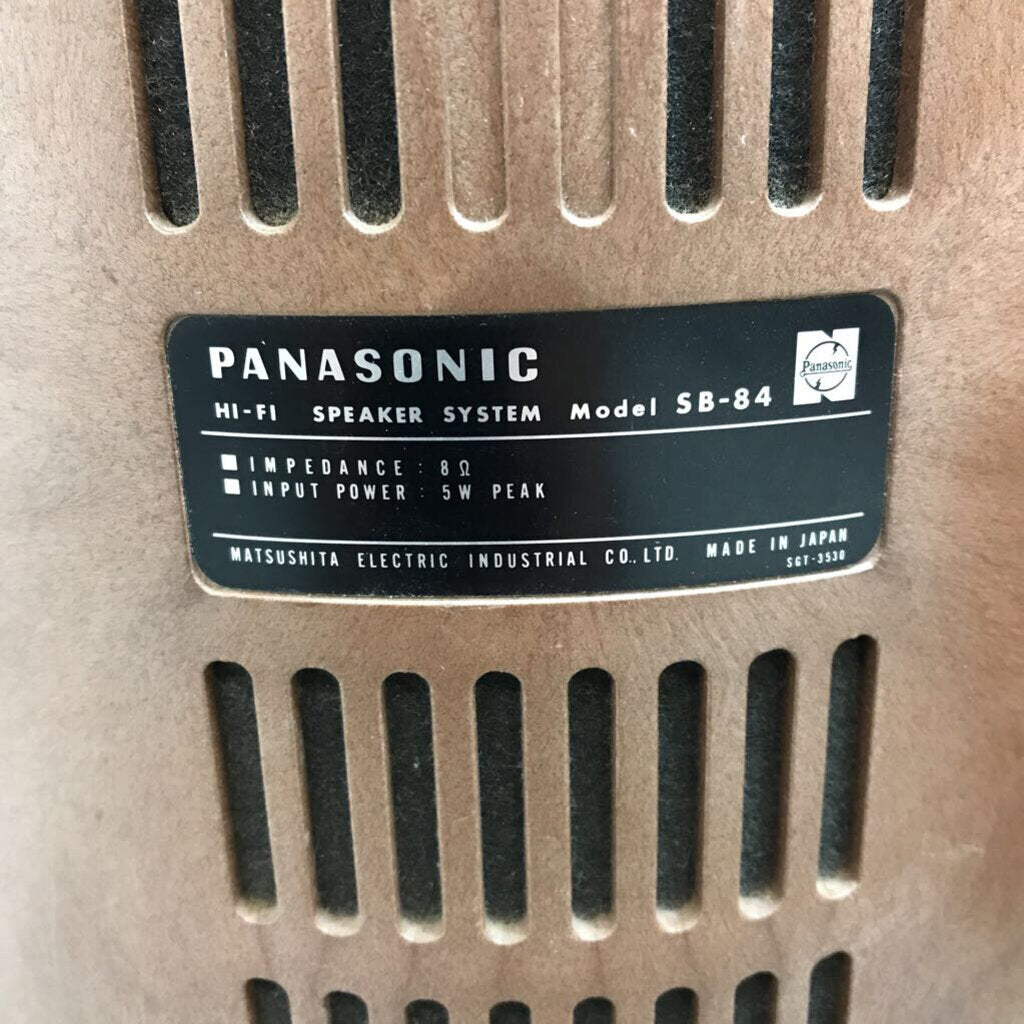 PANASONIC
Panasonic
HI-FI SPEAKER SYSTEM Model SB-84
IMPEDANCE : 8Ω
INPUT POWER : 5W PEAK
MATSUSHITA ELECTRIC INDUSTRIAL CO., LTD. MADE IN JAPAN
SGT-3530